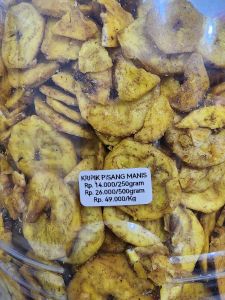 KRIPIK PISANG MANIS
Rp. 14.000/250gram
Rp. 26.000/500gram
Rp. 49.000/Kg